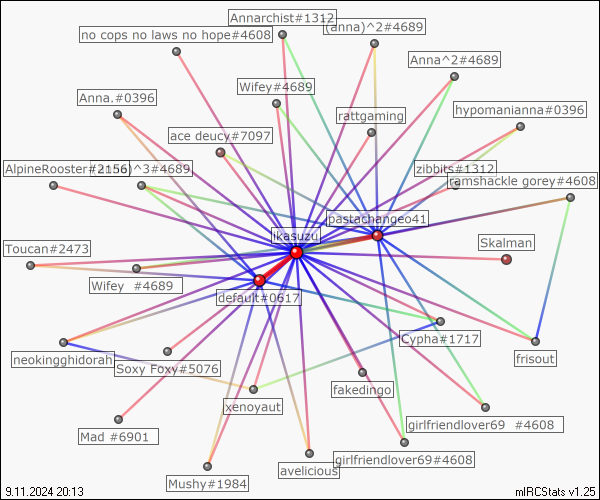 Annarchist#1312
(anna)^2#4689
no cops no laws no hope#4608
Anna^2#4689
Wifey#4689
Anna.#0396
hypomanianna#0396
rattgaming
ace deucy#7097
AlpineRooster#2156
)^3#4689
zibbits#1312
ramshackle gorey#4608
pastachangeo41
ikasuzu
Toucan#2473
Skalman
Wifey #4689
default#0617
Cypha#1717
neokingghidorah
Soxy Foxy#5076
frisout
fakedingo
xenoyaut
girlfriendlover69 #4608
Mad #6901
girlfriendlover69#4608
avelicious
Mushy#1984
9.11.2024 20:13
mIRCStats v1.25